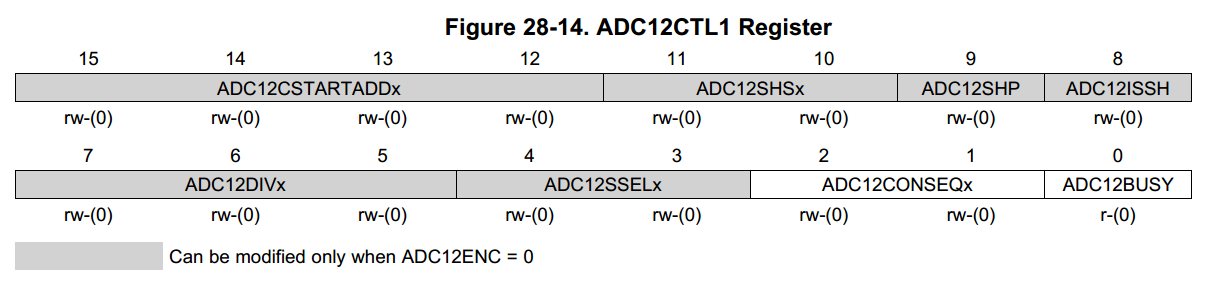 Figure 28-14. ADC12CTL1 Register
15 14 13 12 11 10 9 8
ADC12CSTARTADDx ADC12SHSx ADC12SHP ADC12ISSH
rw-(0) rw-(0) rw-(0) rw-(0) rw-(0) rw-(0) rw-(0) rw-(0)
7 6 5 4 3 2 1 0
ADC12DIVx ADC12SSELx ADC12CONSEQx ADC12BUSY
rw-(0) rw-(0) rw-(0) rw-(0) rw-(0) rw-(0) rw-(0) r-(0)
Can be modified only when ADC12ENC = 0